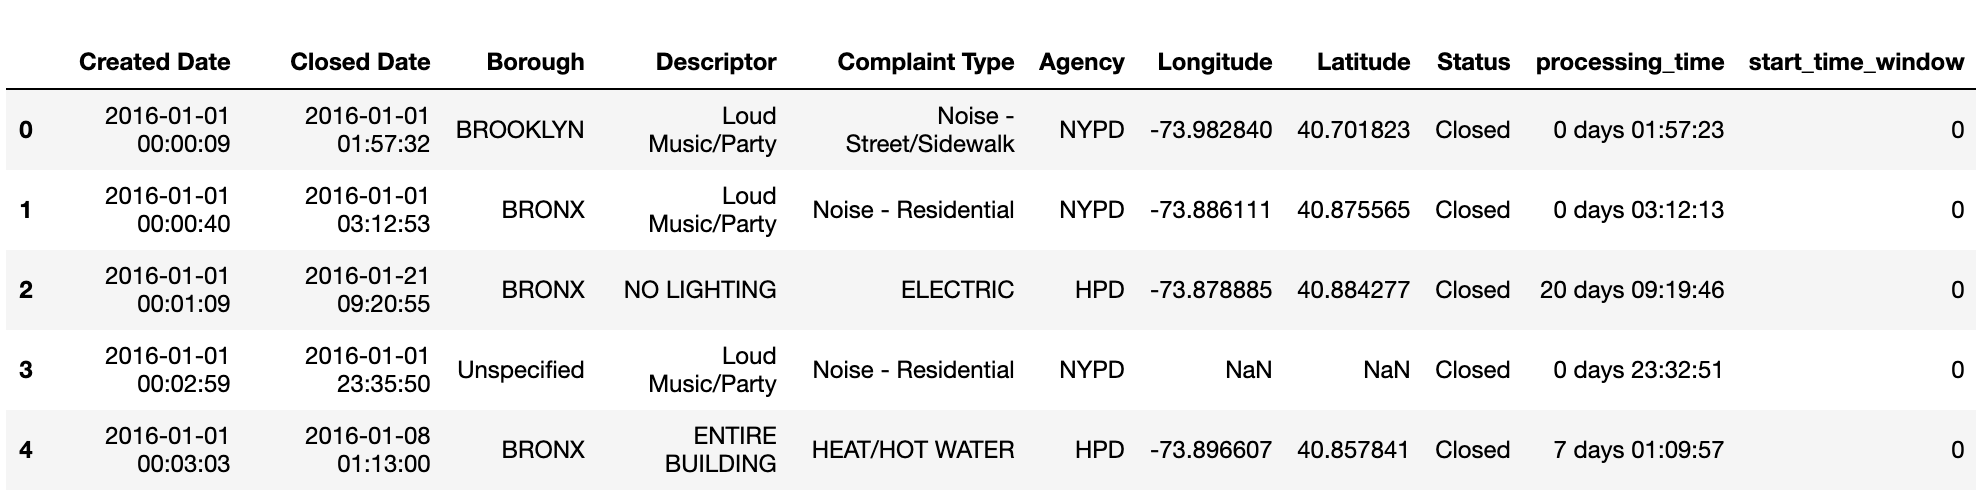 Created Date Closed Date Borough Descriptor Complaint Type Agency Longitude Latitude Status processing_time start_time_window
0 2016-01-01 00:00:09 2016-01-01 01:57:32 BROOKLYN Loud Music/Party Noise - Street/Sidewalk NYPD -73.982840 40.701823 Closed 0 days 01:57:23 0
1 2016-01-01 00:00:40 2016-01-01 03:12:53 BRONX Loud Music/Party Noise - Residential NYPD -73.886111 40.875565 Closed 0 days 03:12:13 0
2 2016-01-01 00:01:09 2016-01-21 09:20:55 BRONX NO LIGHTING ELECTRIC HPD -73.878885 40.884277 Closed 20 days 09:19:46 0
3 2016-01-01 00:02:59 2016-01-01 23:35:50 Unspecified Loud Music/Party Noise - Residential NYPD NaN NaN Closed 0 days 23:32:51 0
4 2016-01-01 00:03:03 2016-01-08 01:13:00 BRONX ENTIRE BUILDING HEAT/HOT WATER HPD -73.896607 40.857841 Closed 7 days 01:09:57 0